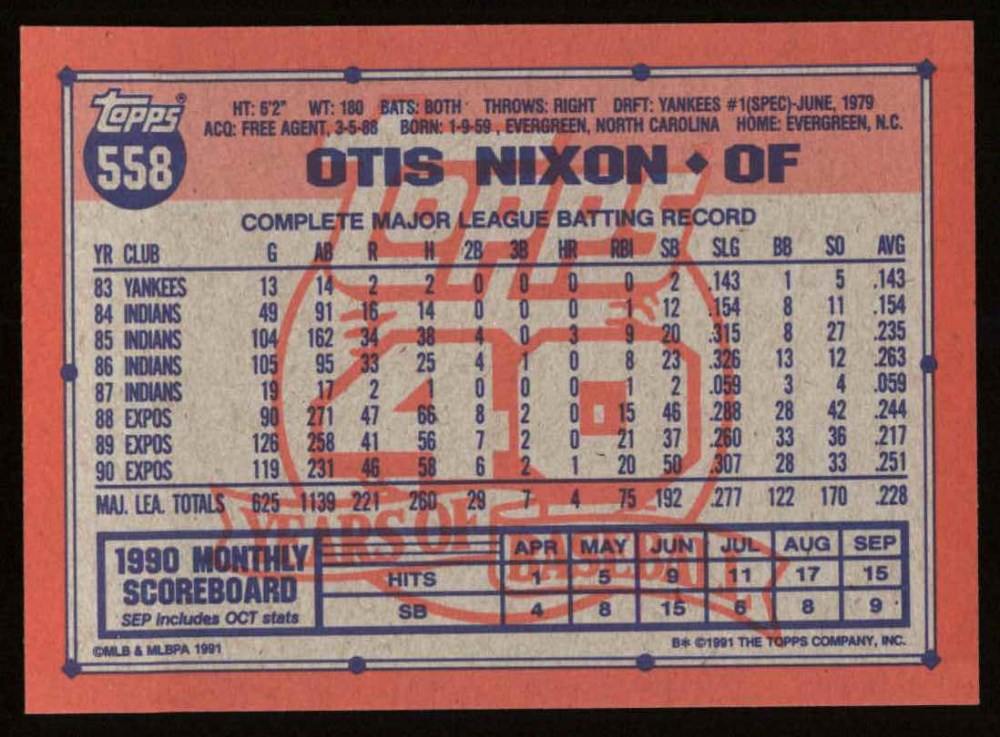 Topps®
558
HT: 6'2" WT: 180 BATS: BOTH THROWS: RIGHT DRFT: YANKEES #1(SPEC)-JUNE, 1979
ACQ: FREE AGENT, 3-5-88 BORN: 1-9-59, EVERGREEN, NORTH CAROLINA HOME: EVERGREEN, N.C.
OTIS NIXON ◆ OF
COMPLETE MAJOR LEAGUE BATTING RECORD
YR CLUB G AB R H 2B 3B HR RBI SB SLG BB SO AVG
83 YANKEES 13 14 2 2 0 0 0 0 2 .143 1 5 .143
84 INDIANS 49 91 16 14 0 0 0 1 12 .154 8 11 .154
85 INDIANS 104 162 34 38 4 0 3 9 20 .315 8 27 .235
86 INDIANS 105 95 33 25 4 1 0 8 23 .326 13 12 .263
87 INDIANS 19 17 2 1 0 0 0 1 2 .059 3 4 .059
88 EXPOS 90 271 47 66 8 2 0 15 46 .288 28 42 .244
89 EXPOS 126 258 41 56 7 2 0 21 37 .260 33 36 .217
90 EXPOS 119 231 46 58 6 2 1 20 50 .307 28 33 .251
MAJ. LEA. TOTALS 625 1139 221 260 29 7 4 75 192 .277 122 170 .228
Topps
40
YEARS OF
BASEBALL
1990 MONTHLY SCOREBOARD
SEP includes OCT stats
APR MAY JUN JUL AUG SEP
HITS 1 5 9 11 17 15
SB 4 8 15 6 8 9
©MLB & MLBPA 1991
B* ©1991 THE TOPPS COMPANY, INC.